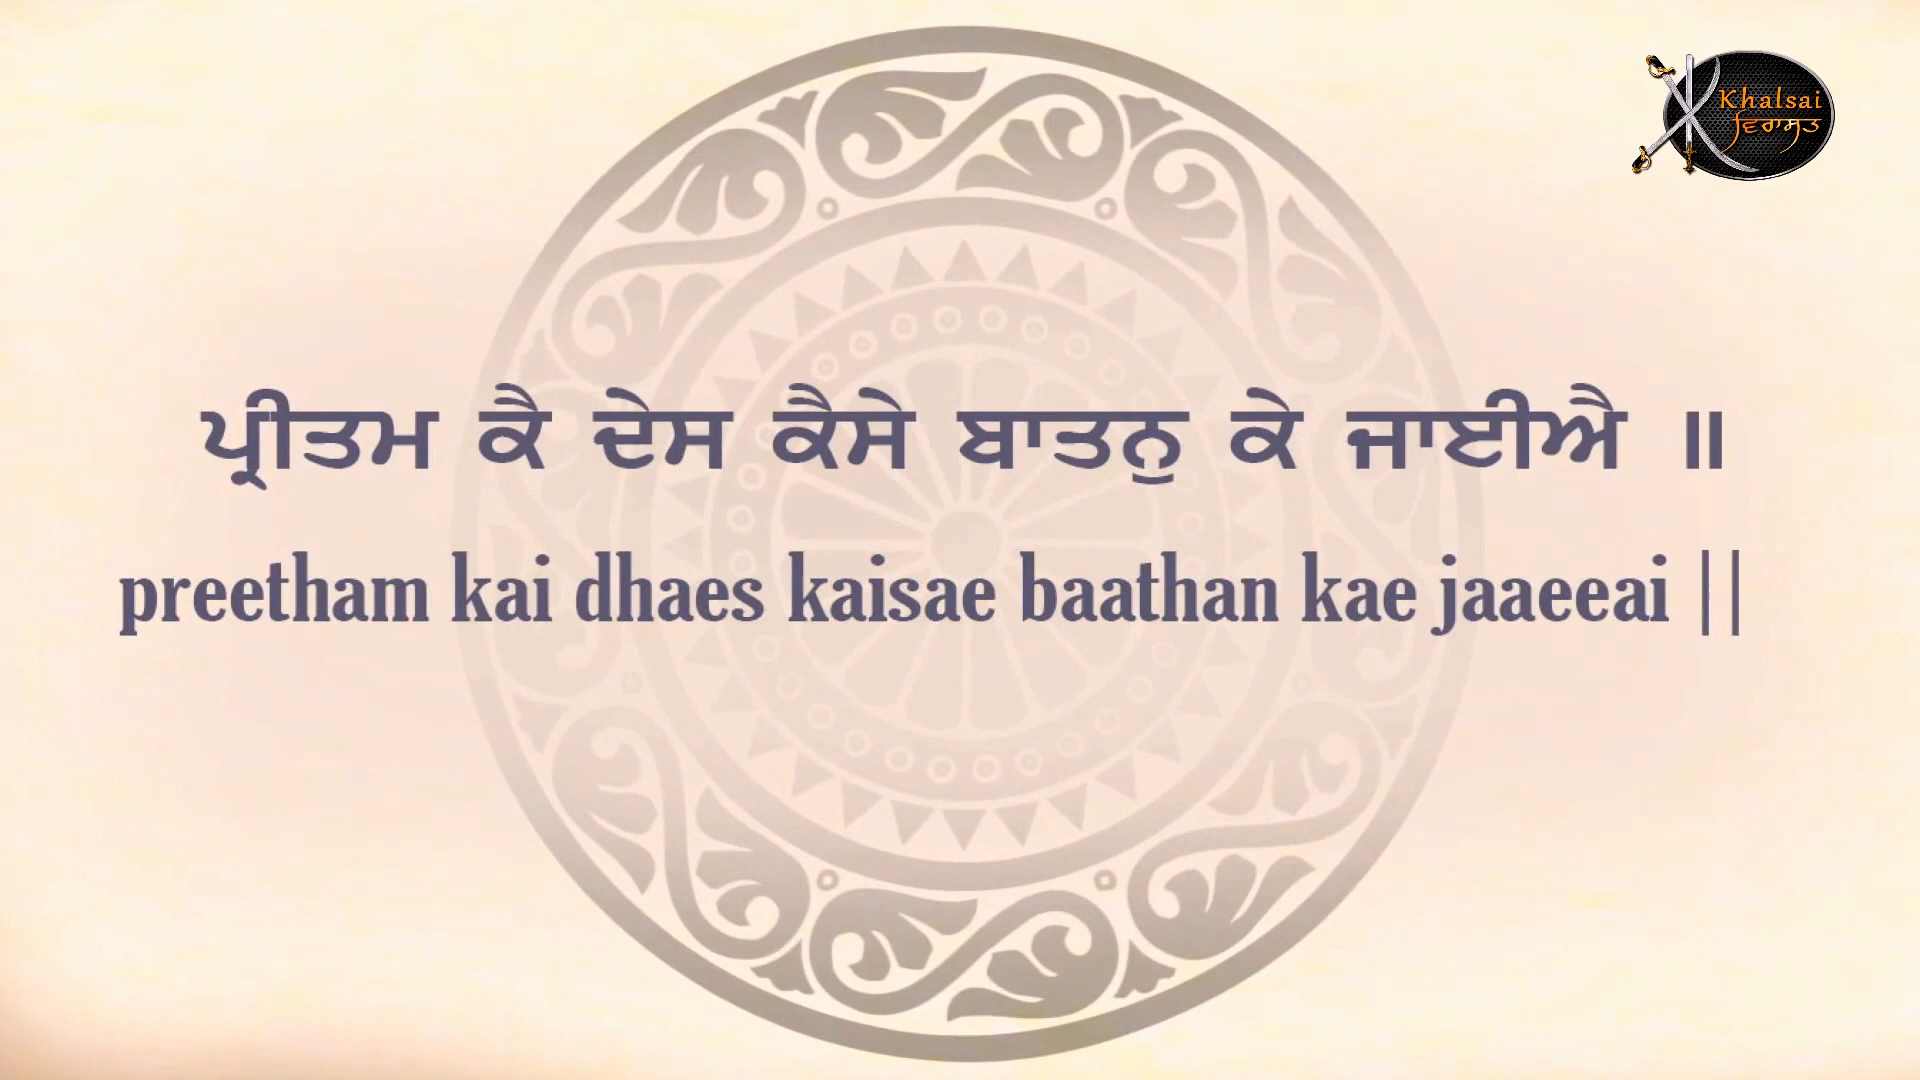 Khalsai
ਵਿਰਾਸਤ
ਪ੍ਰੀਤਮ ਕੈ ਦੇਸ ਕੈਸੇ ਬਾਤਨੁ ਕੇ ਜਾਈਐ ॥
preetham kai dhaes kaisae baathan kae jaaeeai ||